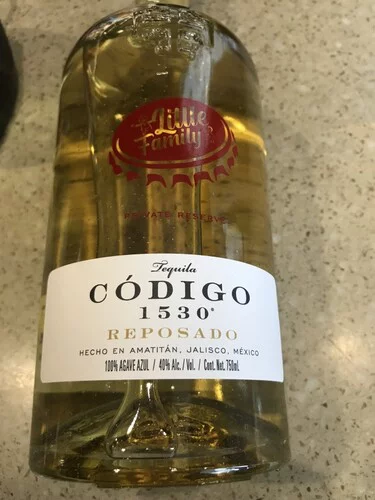 The Lillie
Family
PRIVATE RESERVE
Tequila
CÓDIGO
1530®
REPOSADO
HECHO EN AMATITÁN, JALISCO, MÉXICO
100% AGAVE AZUL / 40% Alc. / Vol. / Cont. Net. 750mL